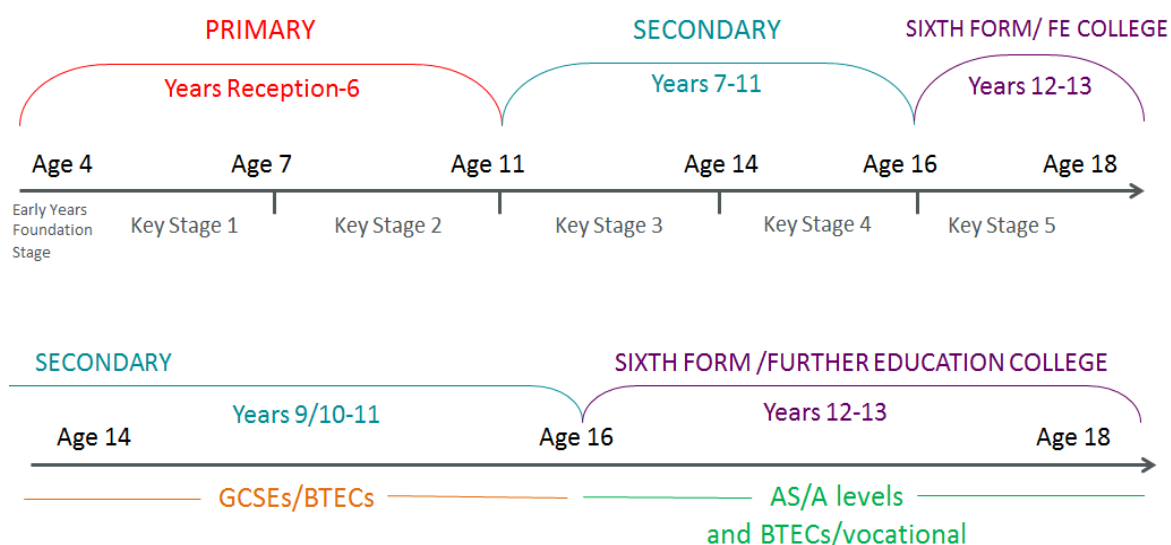 PRIMARY SECONDARY SIXTH FORM/ FE COLLEGE
Years Reception-6 Years 7-11 Years 12-13
Age 4 Age 7 Age 11 Age 14 Age 16 Age 18
Early Years
Foundation
Stage
Key Stage 1 Key Stage 2 Key Stage 3 Key Stage 4 Key Stage 5
SECONDARY SIXTH FORM /FURTHER EDUCATION COLLEGE
Years 9/10-11 Years 12-13
Age 14 Age 16 Age 18
GCSEs/BTECs AS/A levels
and BTECs/vocational